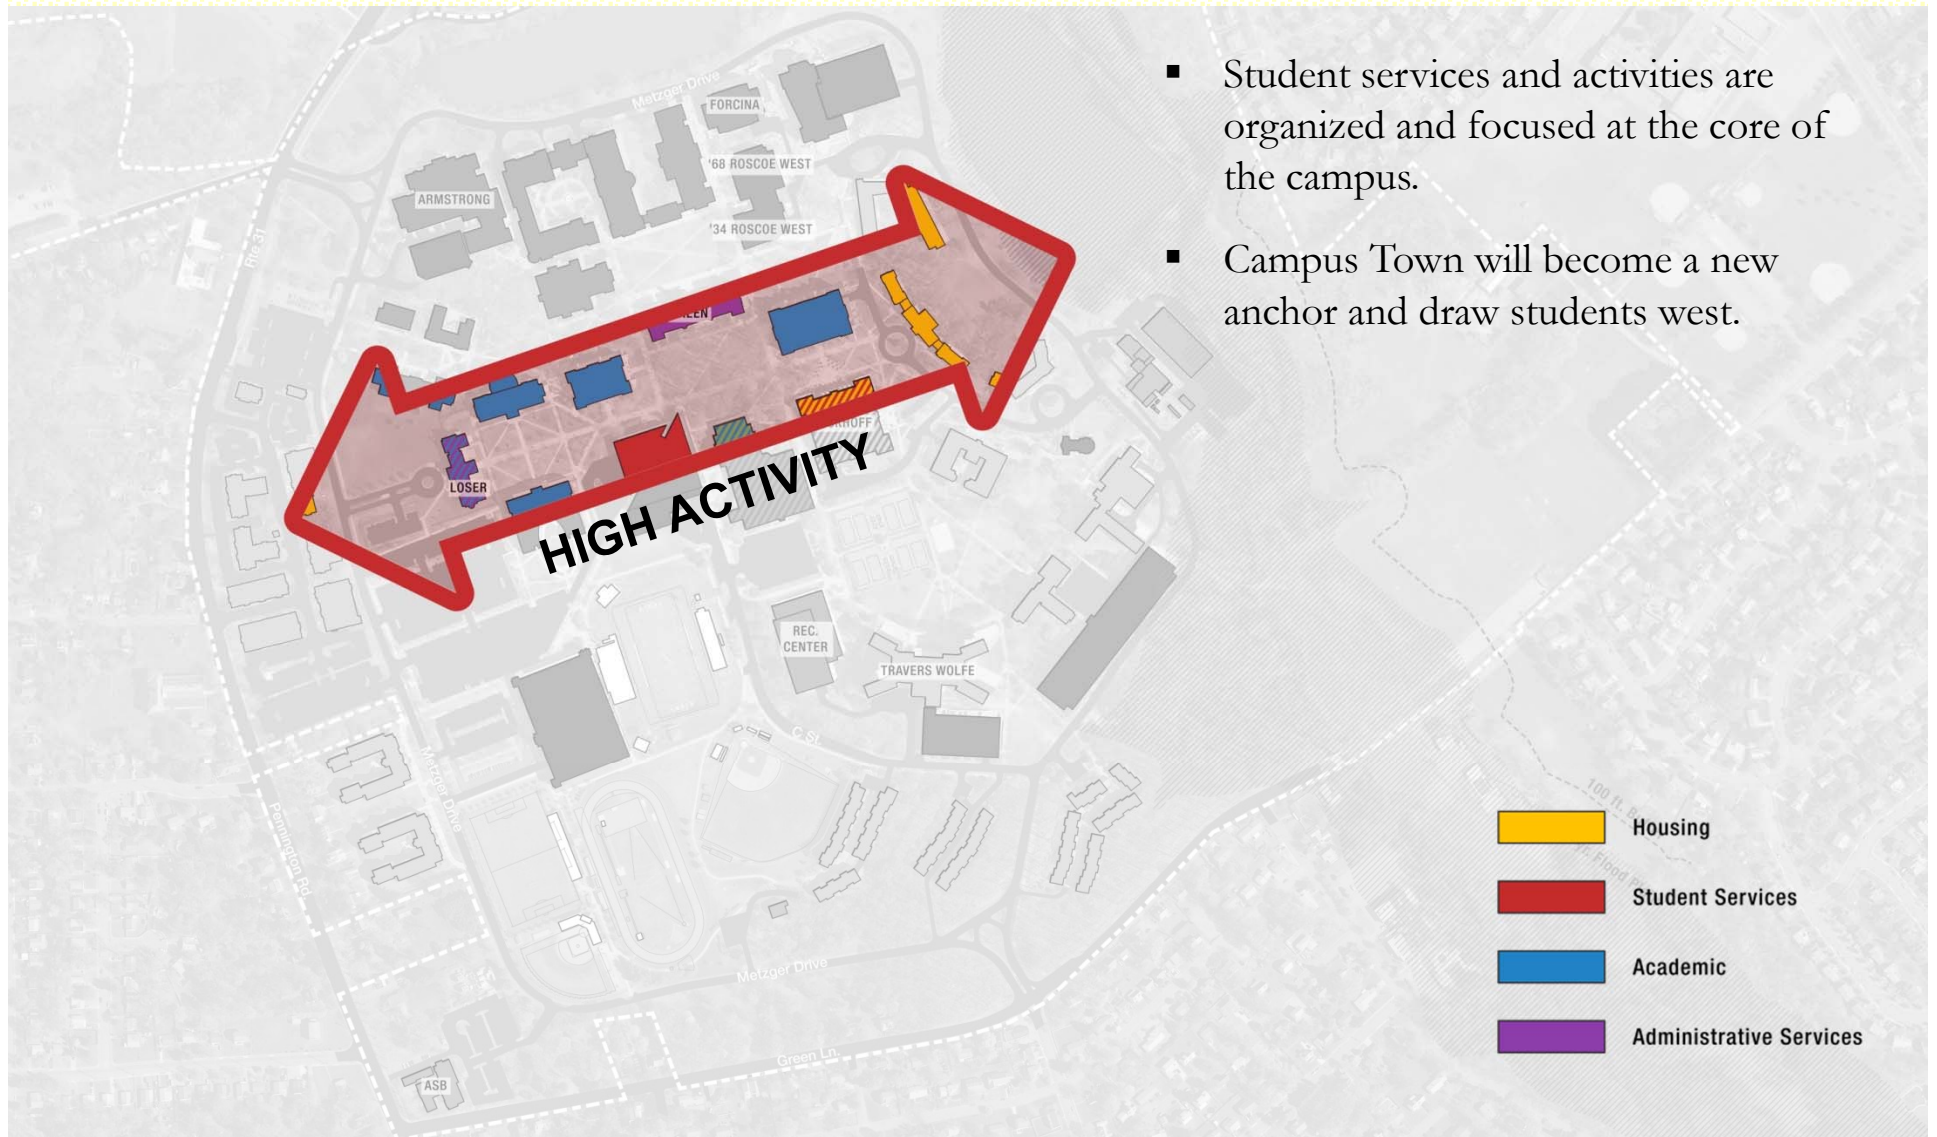 ▪ Student services and activities are
organized and focused at the core of
the campus.
▪ Campus Town will become a new
anchor and draw students west.
Metzger Drive
FORCINA
'68 ROSCOE WEST
ARMSTRONG
'34 ROSCOE WEST
Rte 31
LOSER
HIGH ACTIVITY
REC.
CENTER
TRAVERS WOLFE
C St
Metzger Drive
Pennington Rd
100 ft.
Housing
Student Services
Academic
Administrative Services
Metzger Drive
Green Ln.
ASB